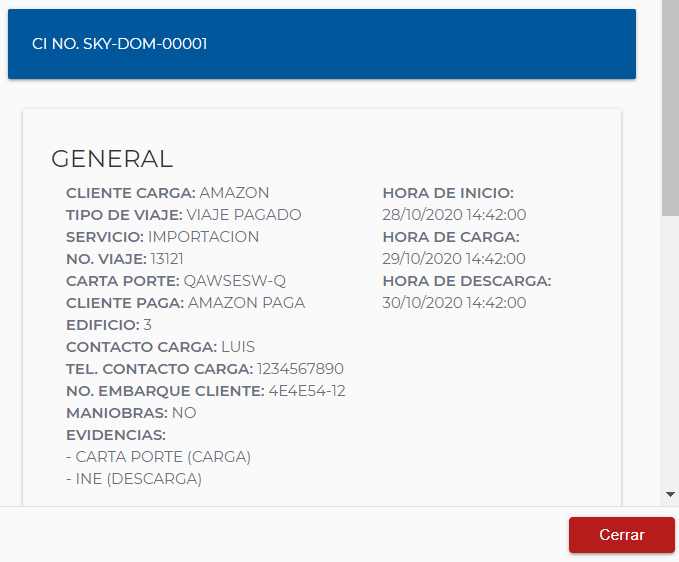 CI NO. SKY-DOM-00001
GENERAL
CLIENTE CARGA: AMAZON
TIPO DE VIAJE: VIAJE PAGADO
SERVICIO: IMPORTACION
NO. VIAJE: 13121
CARTA PORTE: QAWSESW-Q
CLIENTE PAGA: AMAZON PAGA
EDIFICIO: 3
CONTACTO CARGA: LUIS
TEL. CONTACTO CARGA: 1234567890
NO. EMBARQUE CLIENTE: 4E4E54-12
MANIOBRAS: NO
EVIDENCIAS:
- CARTA PORTE (CARGA)
- INE (DESCARGA)
HORA DE INICIO:
28/10/2020 14:42:00
HORA DE CARGA:
29/10/2020 14:42:00
HORA DE DESCARGA:
30/10/2020 14:42:00
Cerrar